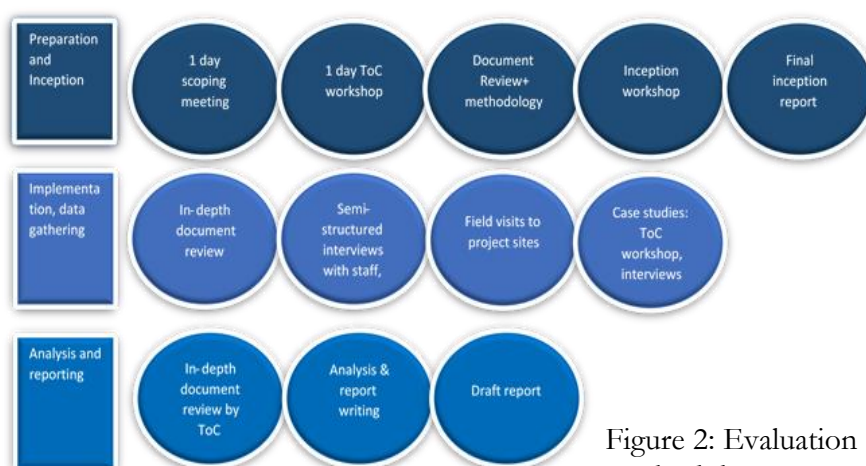 Preparation
and
Inception
1 day
scoping
meeting
1 day ToC
workshop
Document
Review+
methodology
Inception
workshop
Final
inception
report
Implementa
tion, data
gathering
In-depth
document
review
Semi-
structured
interviews
with staff,
Field visits to
project sites
Case studies:
ToC
workshop,
interviews
Analysis and
reporting
In-depth
document
review by
ToC
Analysis &
report
writing
Draft report
Figure 2: Evaluation